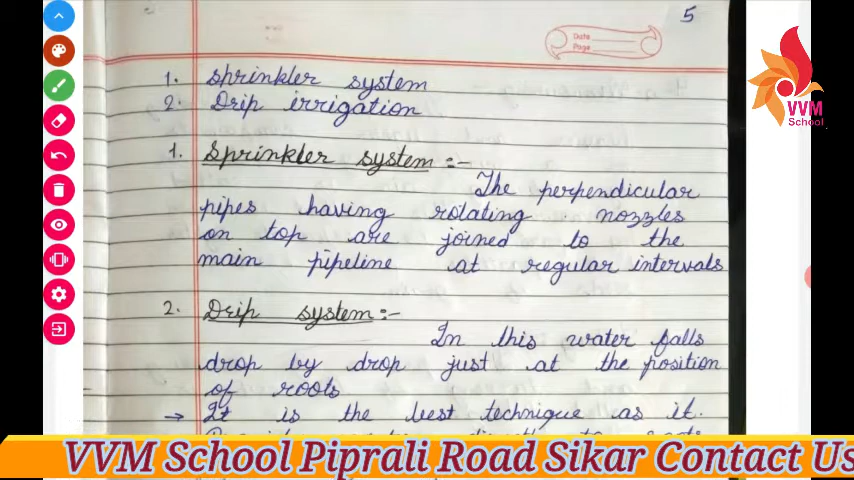 5
Date
Page
VVM
School
1. Sprinkler system
2. Drip irrigation
1. Sprinkler system :-
The perpendicular
pipes having rotating nozzles
on top are joined to the
main pipeline at regular intervals
2. Drip system :-
In this water falls
drop by drop just at the position
of roots
→ It is the best technique as it.
VVM School Piprali Road Sikar Contact Us